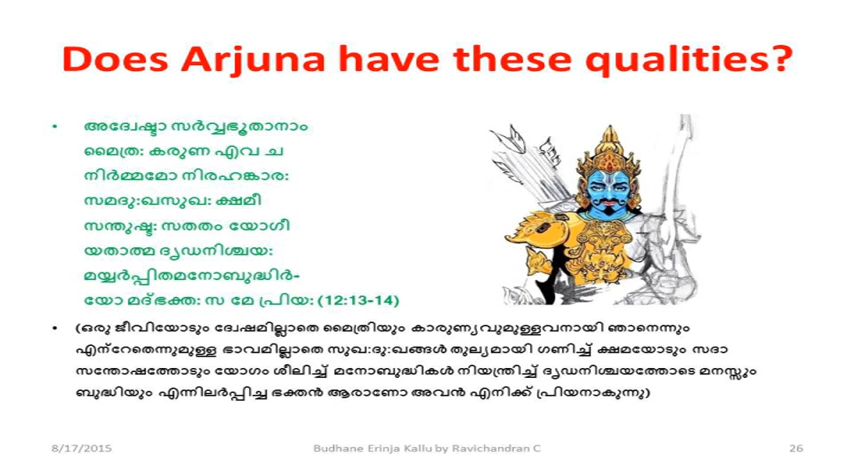 Does Arjuna have these qualities?
• അദ്വേഷ്ടാ സർവ്വഭൂതാനാം
മൈത്ര: കരുണ ഏവ ച
നിർമ്മമോ നിരഹങ്കാര:
സമദു:ഖസുഖ: ക്ഷമീ
സന്തുഷ്ട: സതതം യോഗീ
യതാത്മ ദൃഡനിശ്ചയ:
മയ്യർപ്പിതമനോബുദ്ധിർ-
യോ മദ്ഭക്ത: സ മേ പ്രിയ: (12:13-14)
• (ഒരു ജീവിയോടും ദ്വേഷമില്ലാതെ മൈത്രിയും കാരുണ്യവുമുള്ളവനായി ഞാനെന്നും
എന്റേതെന്നുമുള്ള ഭാവമില്ലാതെ സുഖ:ദു:ഖങ്ങൾ തുല്യമായി ഗണിച്ച് ക്ഷമയോടും സദാ
സന്തോഷത്തോടും യോഗം ശീലിച്ച് മനോബുദ്ധികൾ നിയന്ത്രിച്ച് ദൃഡനിശ്ചയത്തോടെ മനസ്സും
ബുദ്ധിയും എന്നിലർപ്പിച്ച ഭക്തൻ ആരാണോ അവൻ എനിക്ക് പ്രിയനാകുന്നു)
8/17/2015 Budhane Erinja Kallu by Ravichandran C 26